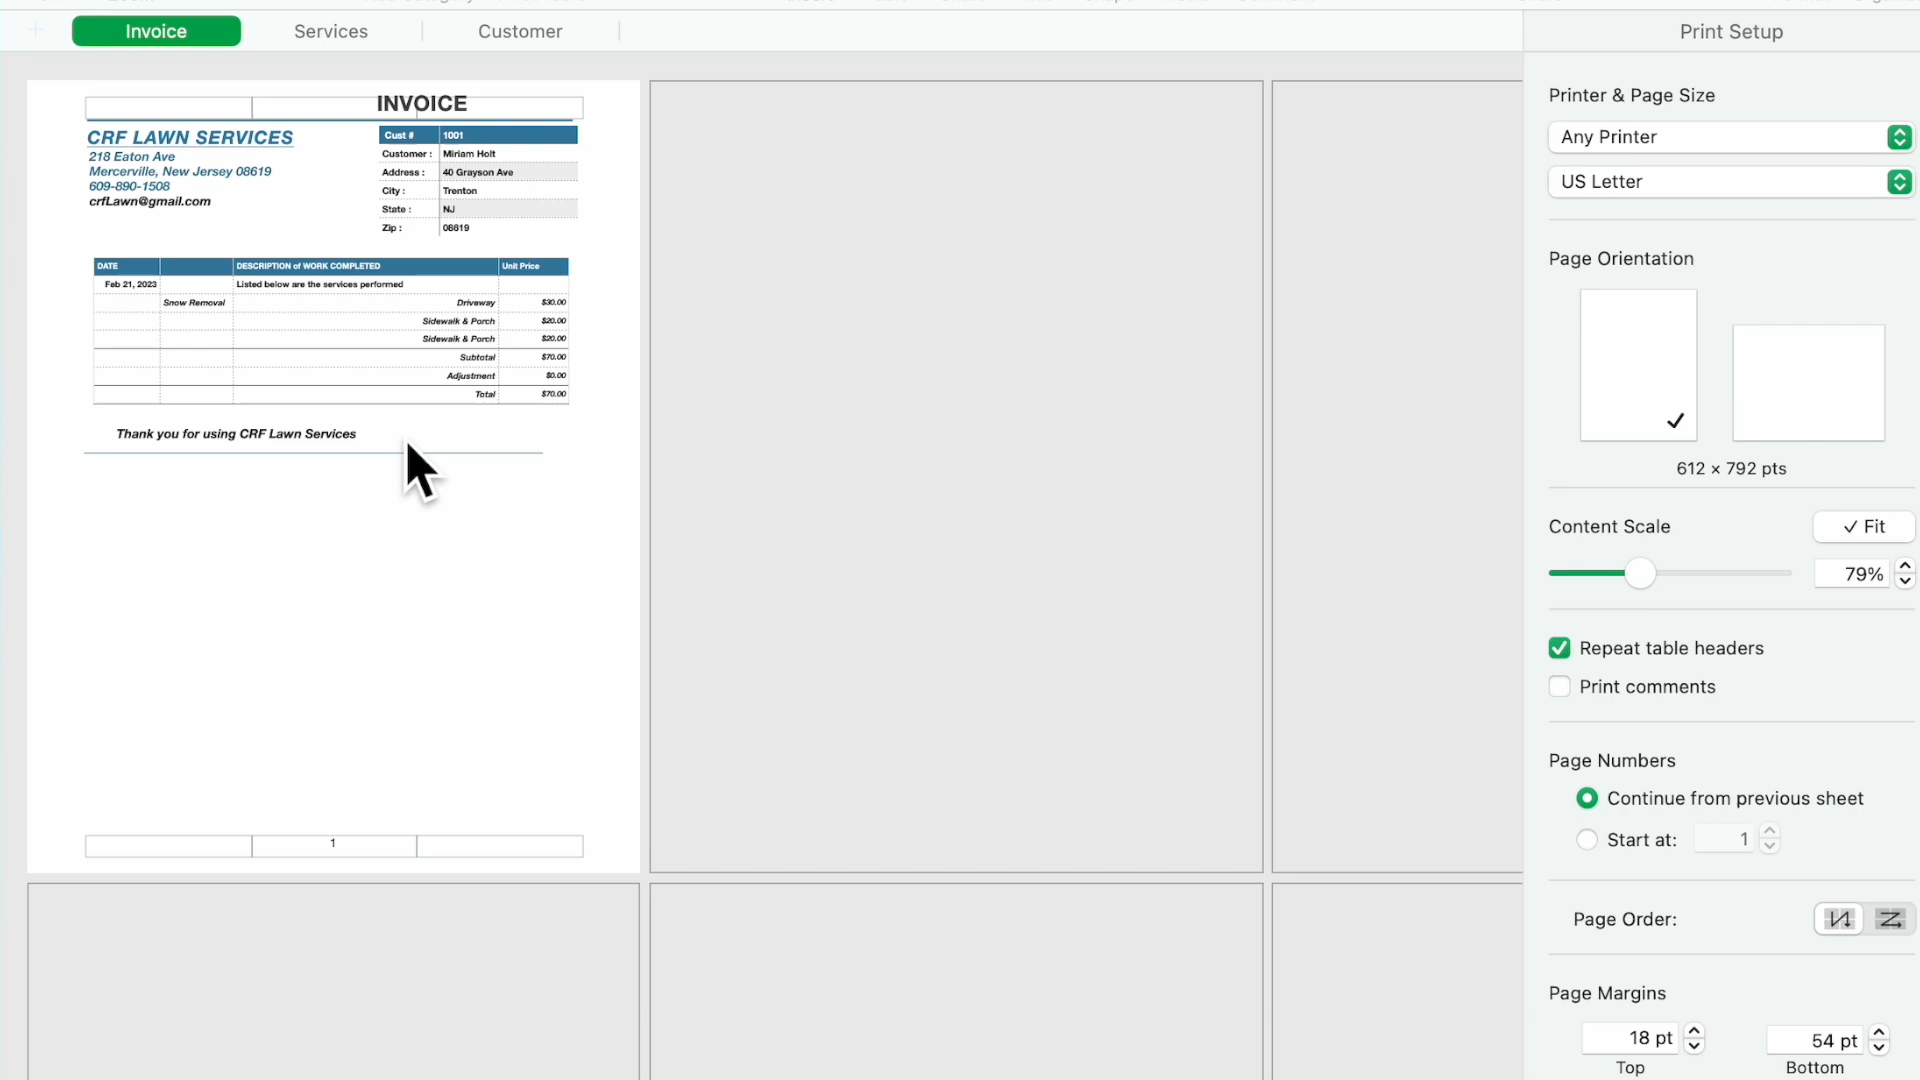 Invoice
Services
Customer
Print Setup
INVOICE
CRF LAWN SERVICES
218 Eaton Ave
Mercerville, New Jersey 08619
609-890-1508
crfLawn@gmail.com
Cust # 1001
Customer : Miriam Holt
Address : 40 Grayson Ave
City : Trenton
State : NJ
Zip : 08619
DATE DESCRIPTION of WORK COMPLETED Unit Price
Feb 21, 2023 Listed below are the services performed
Snow Removal Driveway $30.00
Sidewalk & Porch $20.00
Sidewalk & Porch $20.00
Subtotal $70.00
Adjustment $0.00
Total $70.00
Thank you for using CRF Lawn Services
1
Printer & Page Size
Any Printer
US Letter
Page Orientation
612 × 792 pts
Content Scale
✓ Fit
79%
Repeat table headers
Print comments
Page Numbers
Continue from previous sheet
Start at: 1
Page Order:
Page Margins
18 pt 54 pt
Top Bottom